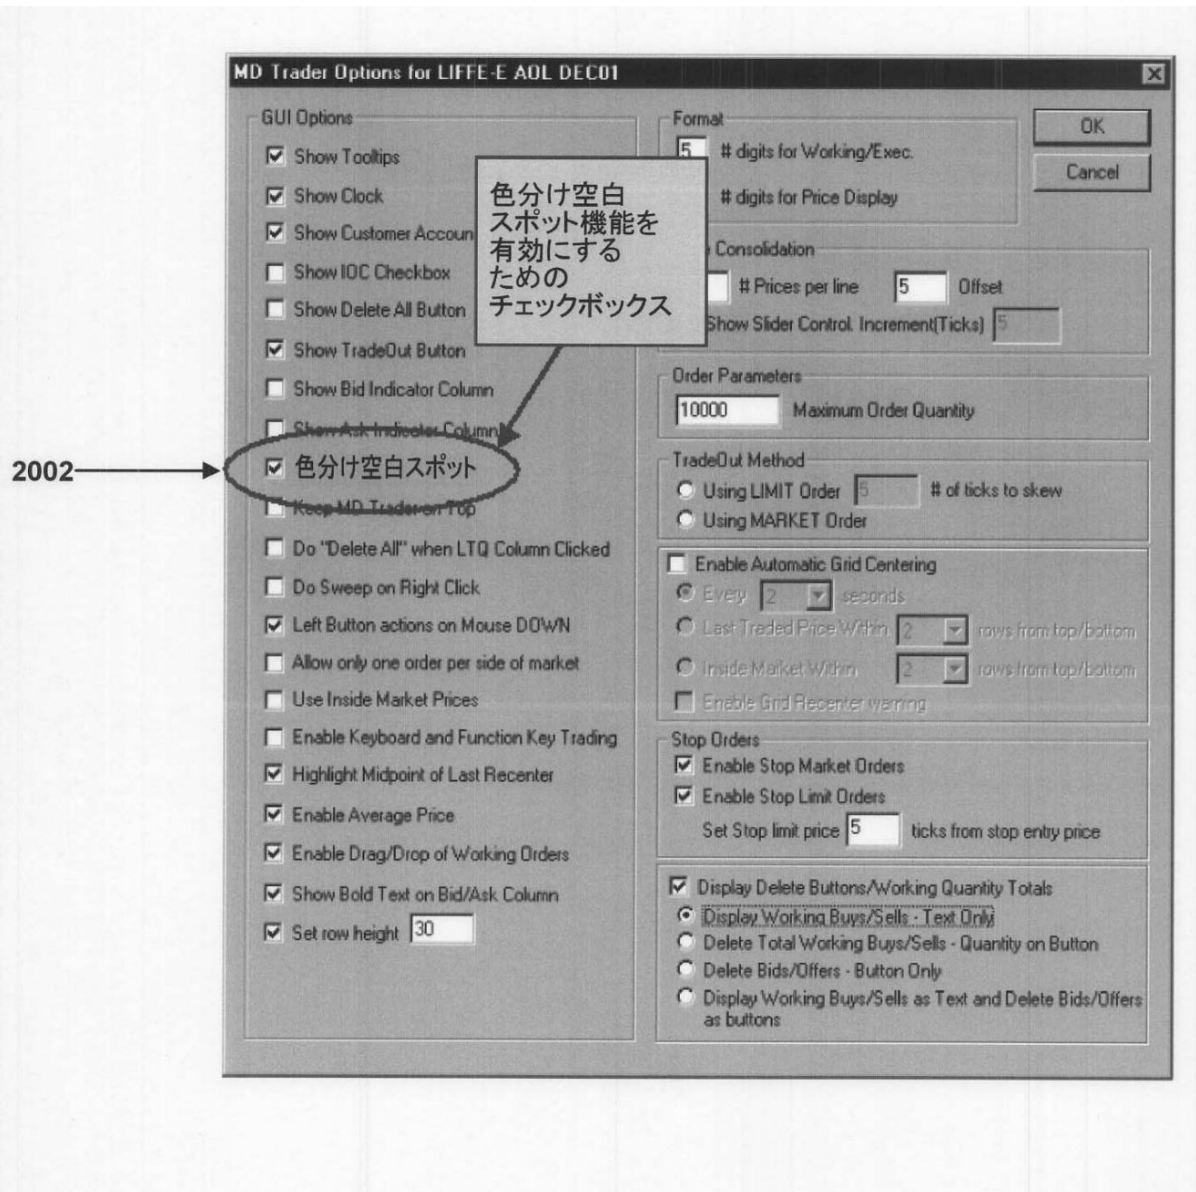 MD Trader Options for LIFFE-E AOL DEC01
GUI Options
Show Tooltips
Show Clock
Show Customer Accoun
Show IOC Checkbox
Show Delete All Button
Show TradeOut Button
Show Bid Indicator Column
Show Ask Indicator Column
色分け空白スポット
Keep MD Trader on Top
Do "Delete All" when LTQ Column Clicked
Do Sweep on Right Click
Left Button actions on Mouse DOWN
Allow only one order per side of market
Use Inside Market Prices
Enable Keyboard and Function Key Trading
Highlight Midpoint of Last Recenter
Enable Average Price
Enable Drag/Drop of Working Orders
Show Bold Text on Bid/Ask Column
Set row height 30
2002
色分け空白
スポット機能を
有効にする
ための
チェックボックス
Format
5 # digits for Working/Exec.
# digits for Price Display
OK
Cancel
Consolidation
# Prices per line 5 Offset
Show Slider Control. Increment(Ticks) 5
Order Parameters
10000 Maximum Order Quantity
TradeOut Method
Using LIMIT Order 5 # of ticks to skew
Using MARKET Order
Enable Automatic Grid Centering
Every 2 seconds
Last Traded Price Within 2 rows from top/bottom
Inside Market Within 2 rows from top/bottom
Enable Grid Recenter warning
Stop Orders
Enable Stop Market Orders
Enable Stop Limit Orders
Set Stop limit price 5 ticks from stop entry price
Display Delete Buttons/Working Quantity Totals
Display Working Buys/Sells - Text Only
Delete Total Working Buys/Sells - Quantity on Button
Delete Bids/Offers - Button Only
Display Working Buys/Sells as Text and Delete Bids/Offers
as buttons